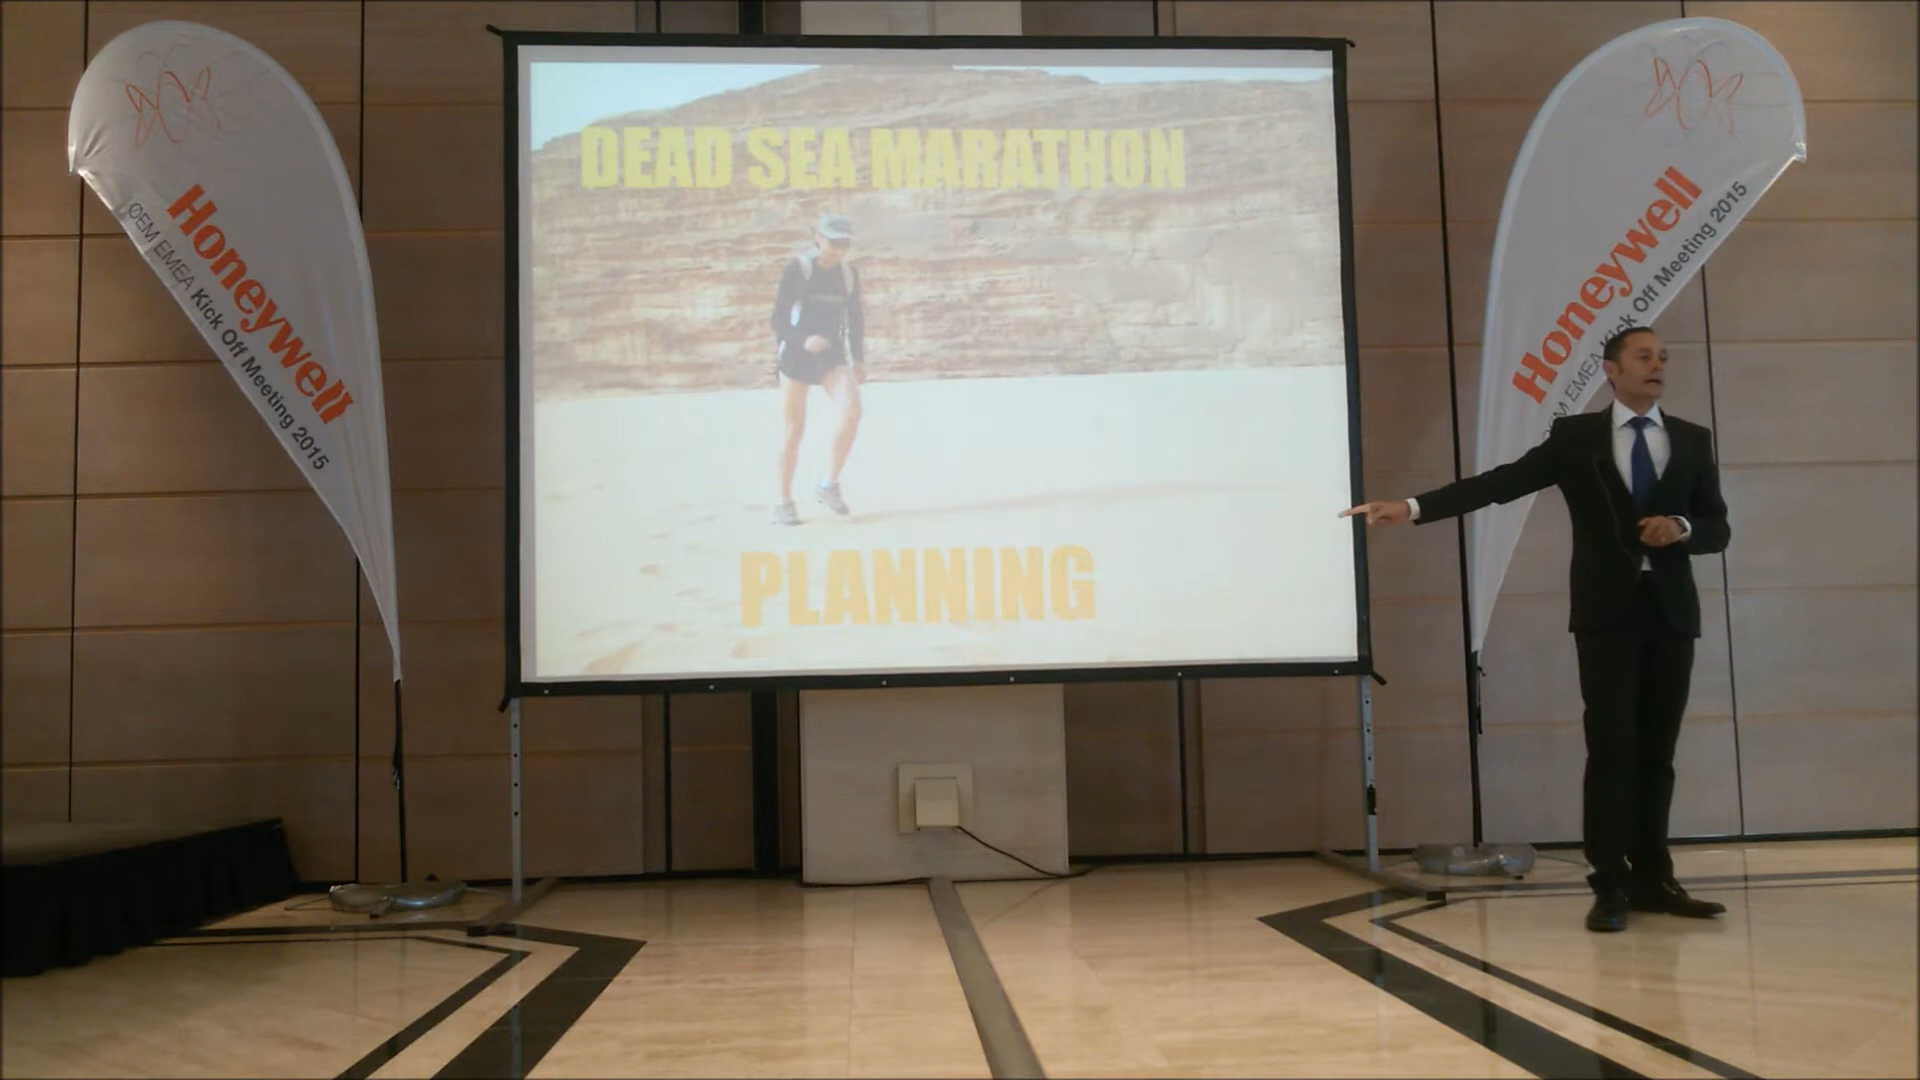 Honeywell
OEM EMEA Kick Off Meeting 2015
DEAD SEA MARATHON
PLANNING
Honeywell
OEM EMEA Kick Off Meeting 2015